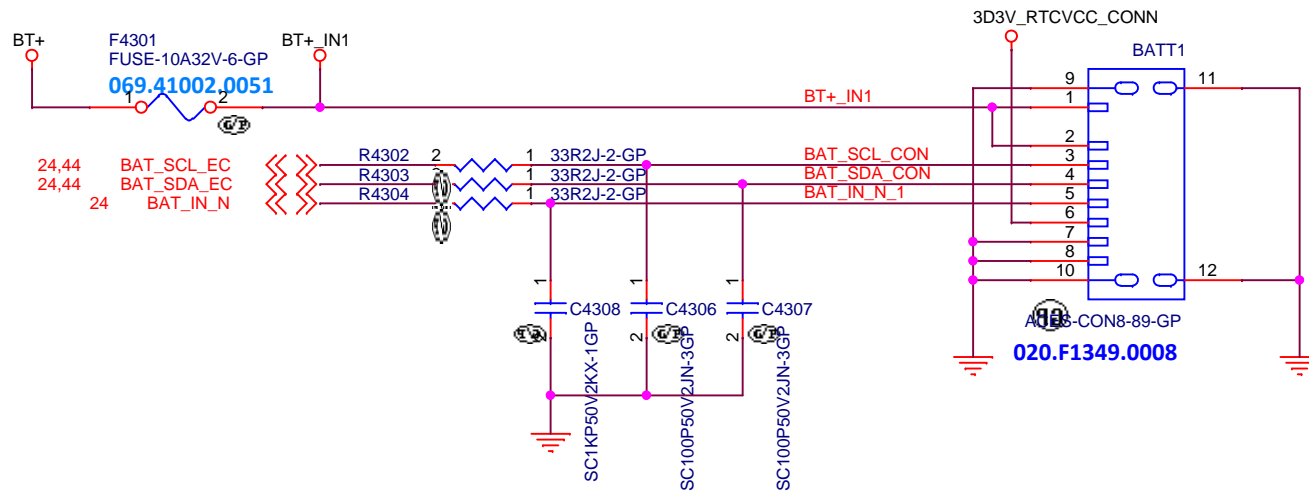 3D3V_RTCVCC_CONN
BT+
F4301
BT+_IN1
BATT1
FUSE-10A32V-6-GP
069.41002.0051
1
2
BT+_IN1
9
11
1
2
24,44 BAT_SCL_EC
R4302 2
1 33R2J-2-GP
BAT_SCL_CON
3
24,44 BAT_SDA_EC
R4303
1 33R2J-2-GP
BAT_SDA_CON
4
24 BAT_IN_N
R4304
1 33R2J-2-GP
BAT_IN_N_1
5
6
7
8
10
12
1
C4308
2
SC1KP50V2KX-1GP
1
C4306
2
SC100P50V2JN-3GP
1
C4307
2
SC100P50V2JN-3GP
020.F1349.0008